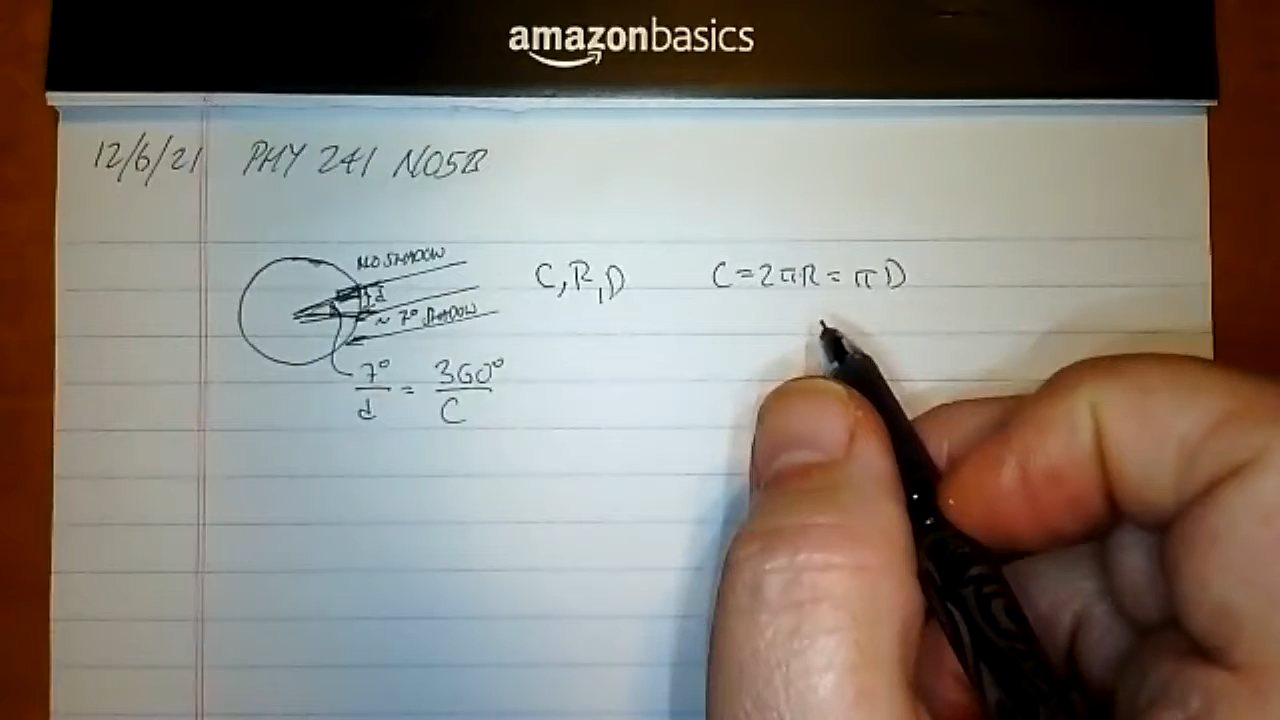 amazonbasics
12/6/21 PHY 241 N05B
NO SHADOW
d
~ 7° SHADOW
C, R, D
C = 2πR = πD
7°/d = 360°/C